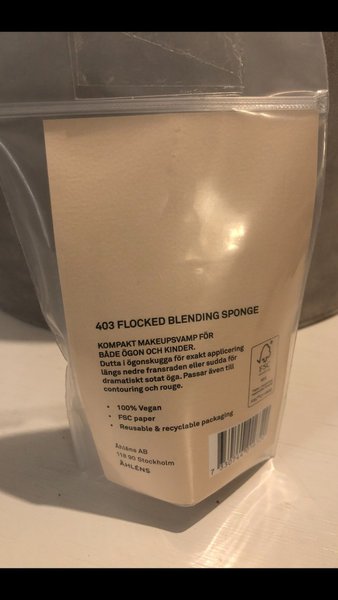 403 FLOCKED BLENDING SPONGE
KOMPAKT MAKEUPSVAMP FÖR
BÅDE ÖGON OCH KINDER.
Dutta i ögonskugga för exakt applicering
längs nedre fransraden eller sudda för
dramatiskt sotat öga. Passar även till
contouring och rouge.
• 100% Vegan
• FSC paper
• Reusable & recyclable packaging
FSC
Åhléns AB
118 90 Stockholm
ÅHLÉNS